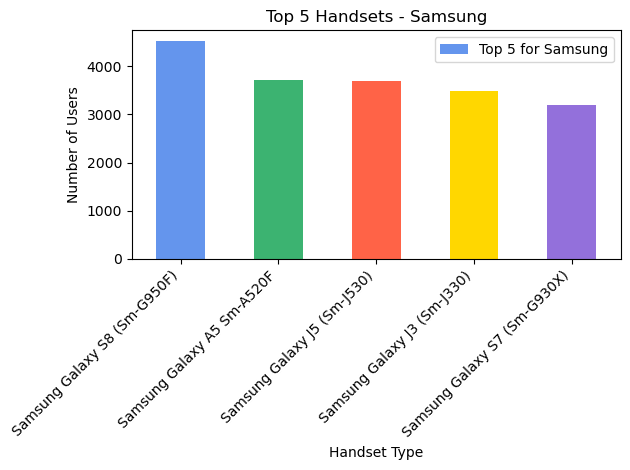 Top 5 Handsets - Samsung
Top 5 for Samsung
Number of Users
4000
3000
2000
1000
0
Samsung Galaxy S8 (Sm-G950F)
Samsung Galaxy A5 Sm-A520F
Samsung Galaxy J5 (Sm-J530)
Samsung Galaxy J3 (Sm-J330)
Samsung Galaxy S7 (Sm-G930X)
Handset Type